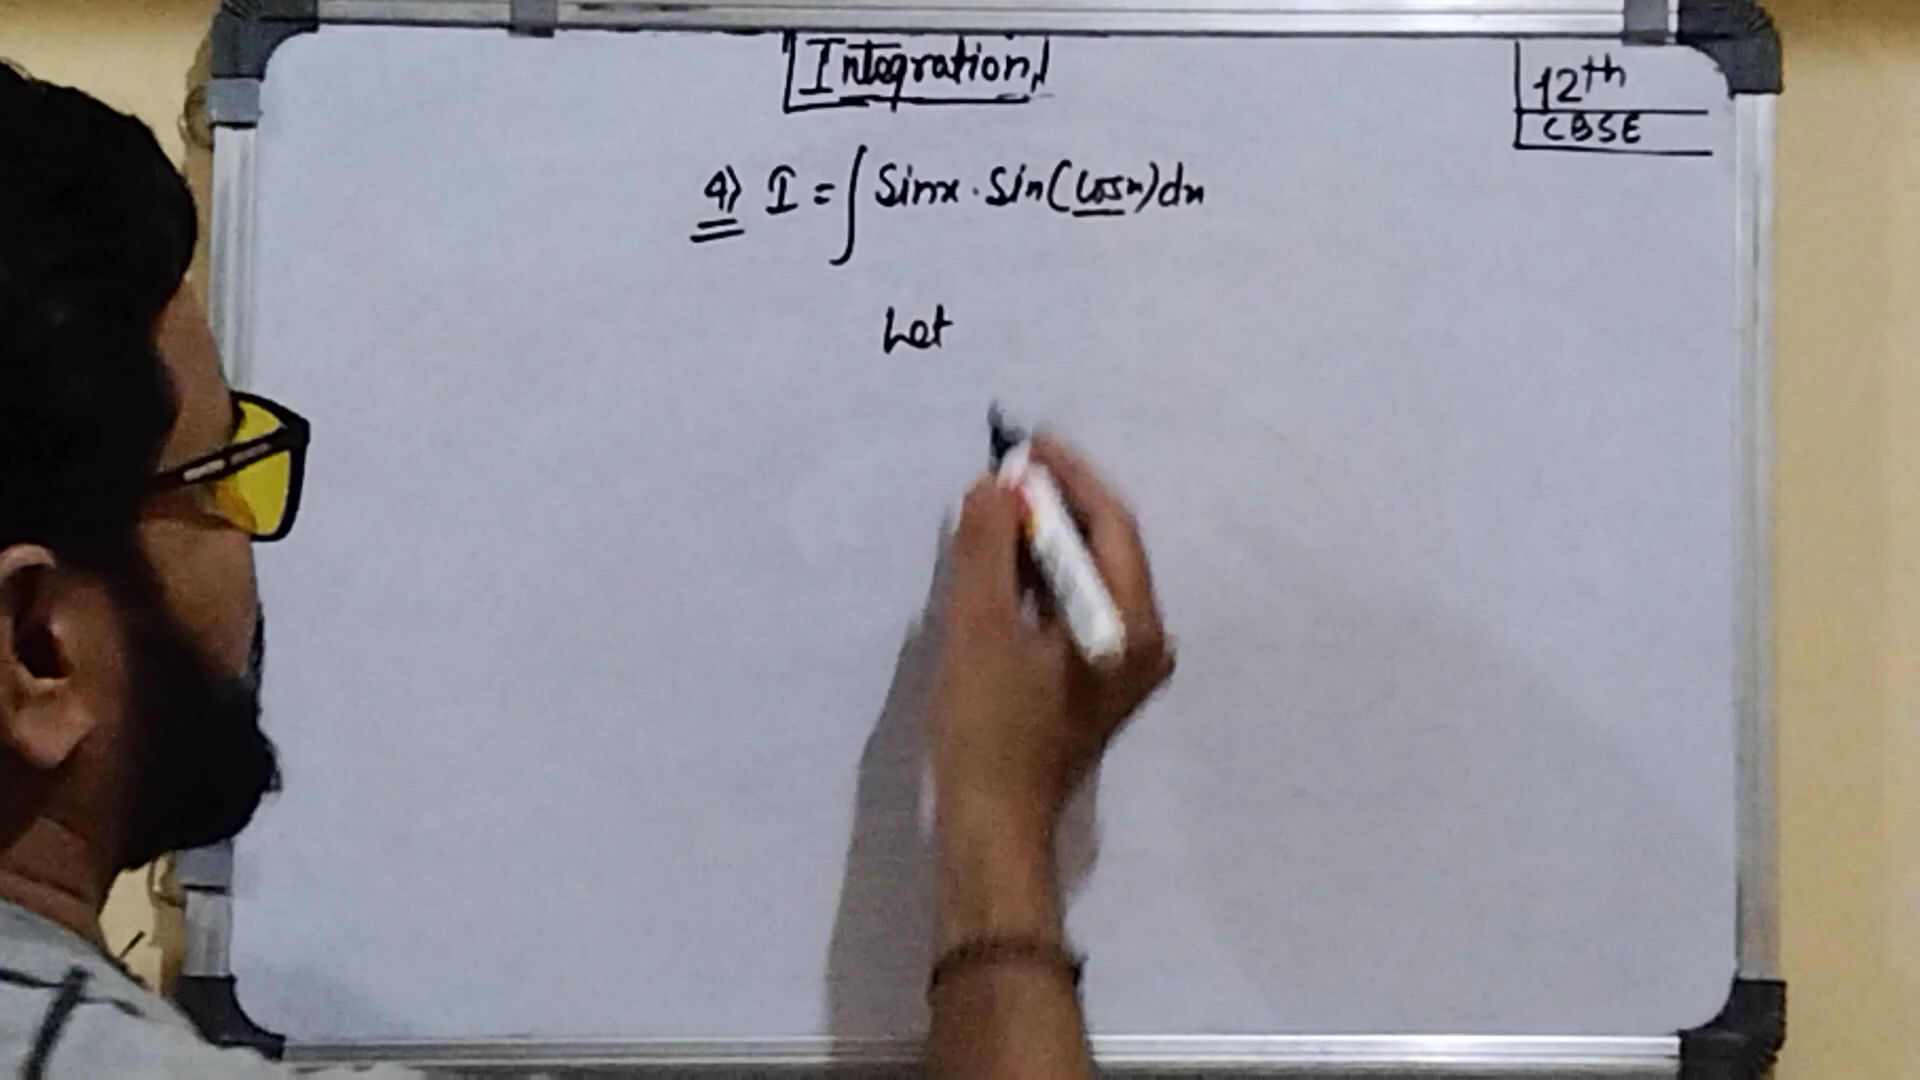 Integration
12th
CBSE
4) I = ∫ Sinx · Sin(Cosx)dx
Let